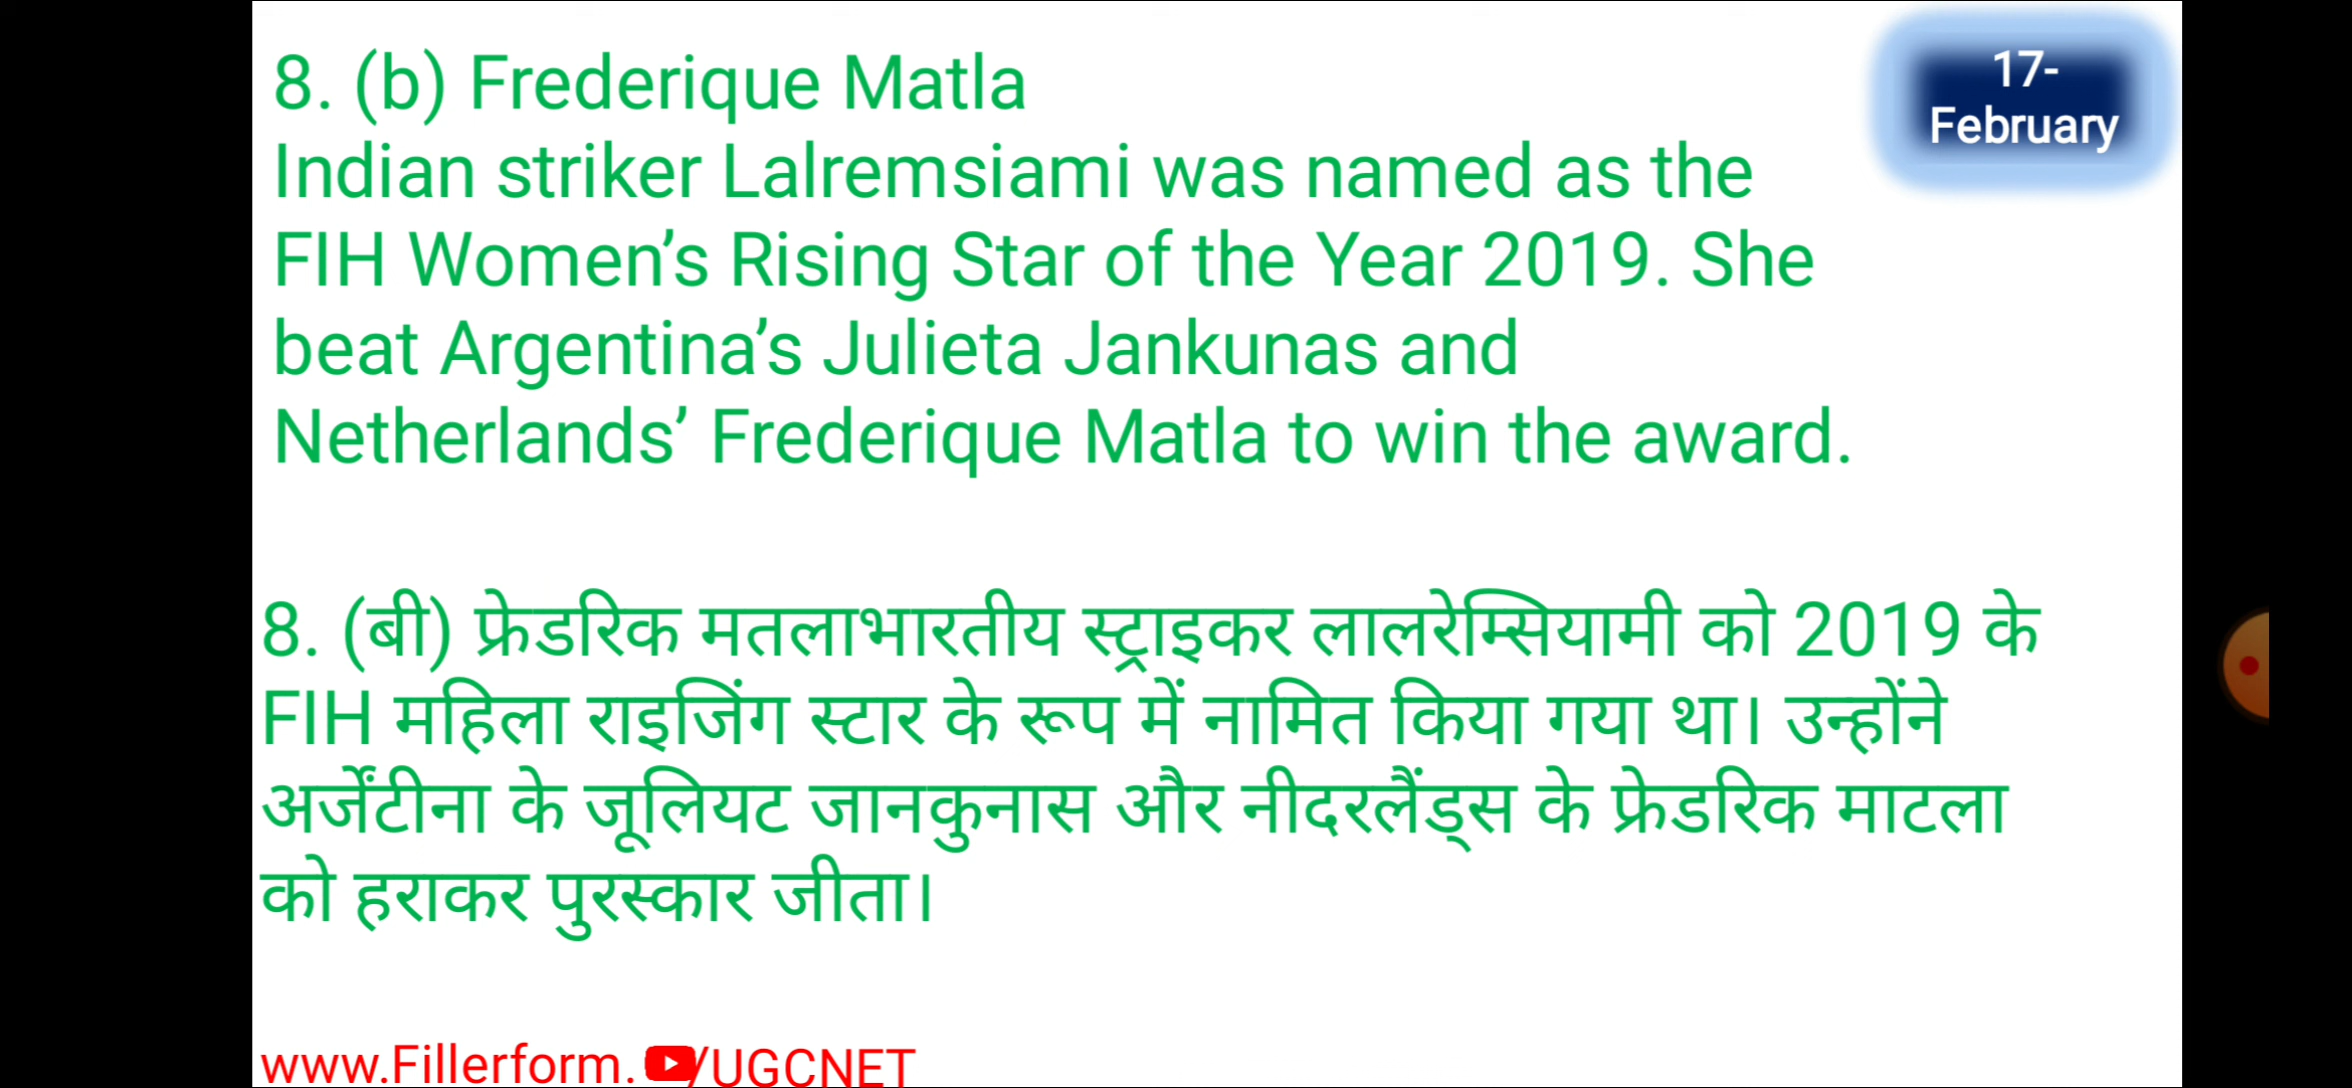 8. (b) Frederique Matla
17-
February
Indian striker Lalremsiami was named as the
FIH Women’s Rising Star of the Year 2019. She
beat Argentina’s Julieta Jankunas and
Netherlands’ Frederique Matla to win the award.
8. (बी) फ्रेडरिक मतलाभारतीय स्ट्राइकर लालरेम्सियामी को 2019 के
FIH महिला राइजिंग स्टार के रूप में नामित किया गया था। उन्होंने
अर्जेंटीना के जूलियट जानकुनास और नीदरलैंड्स के फ्रेडरिक माटला
को हराकर पुरस्कार जीता।
www.Fillerform. /UGCNET